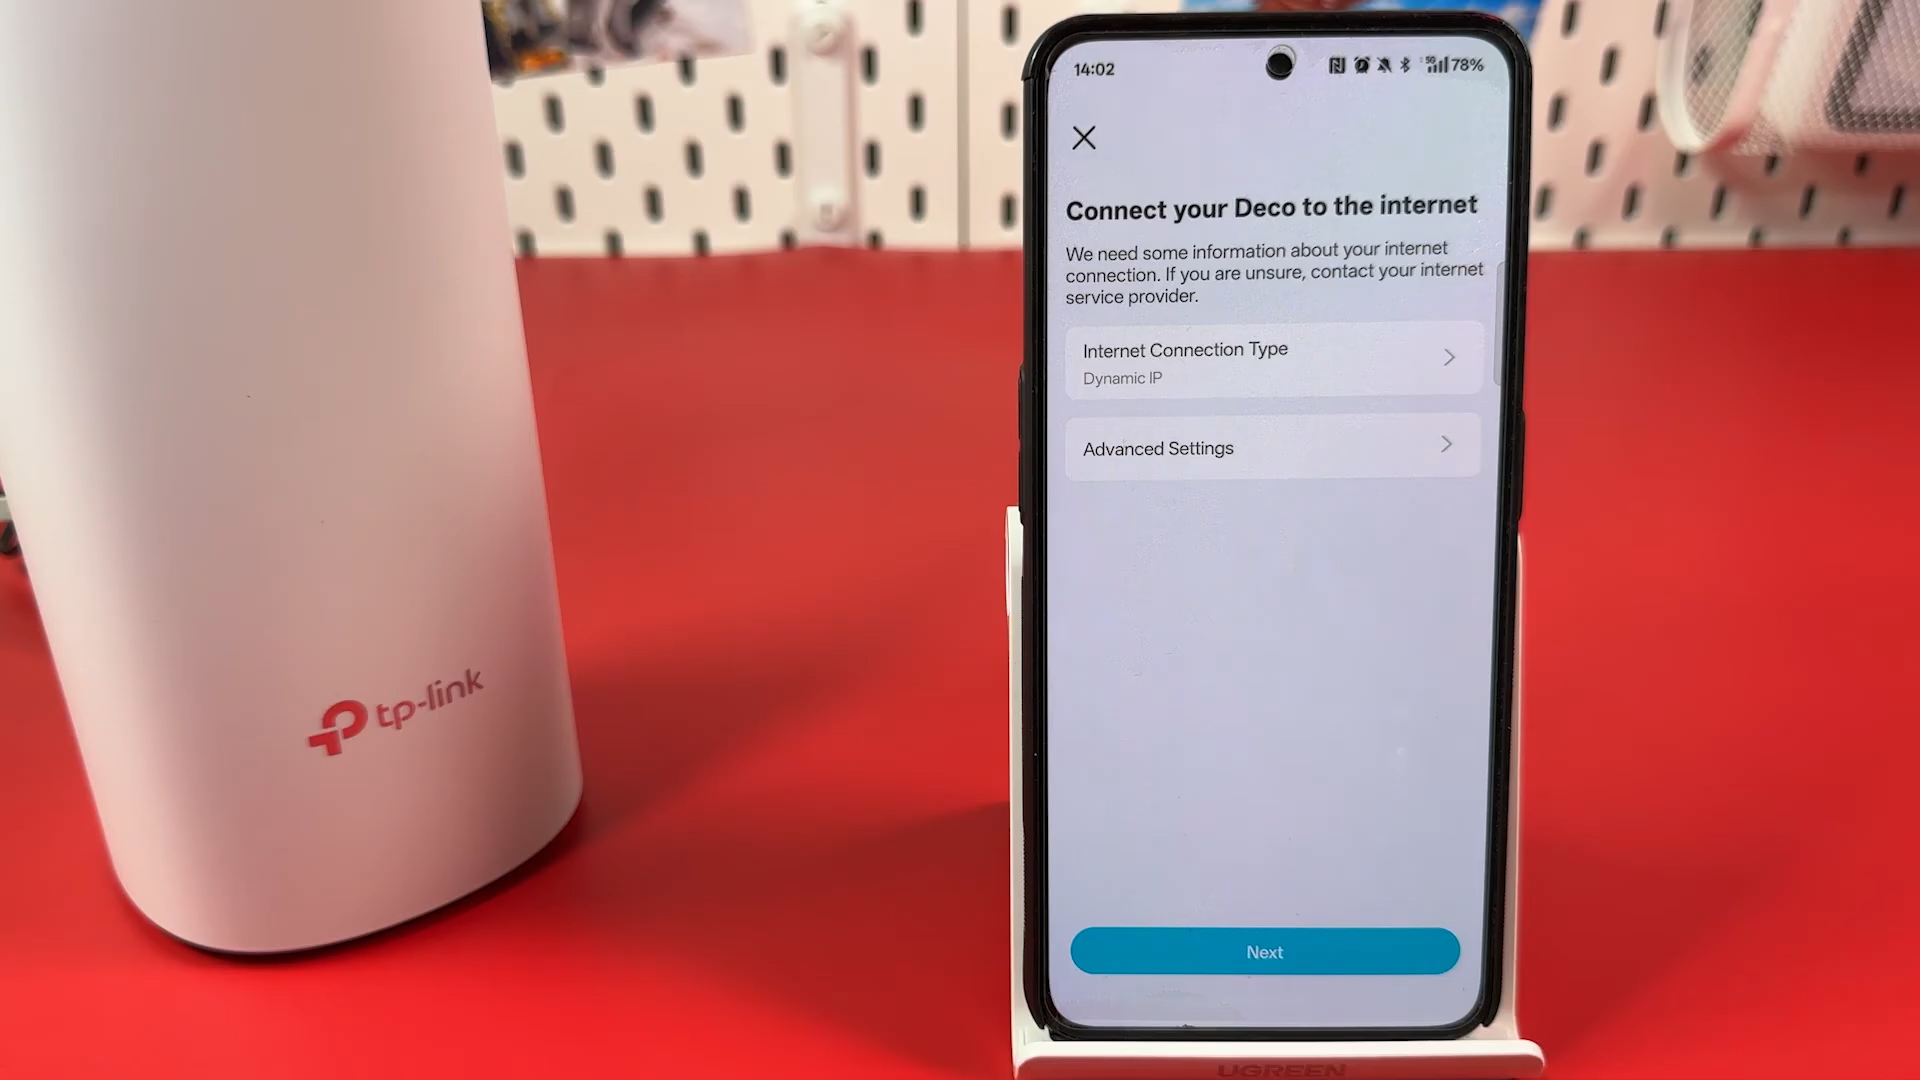 14:02
5G
78%
Connect your Deco to the internet
We need some information about your internet
connection. If you are unsure, contact your internet
service provider.
Internet Connection Type
Dynamic IP
Advanced Settings
Next
tp-link
UGREEN